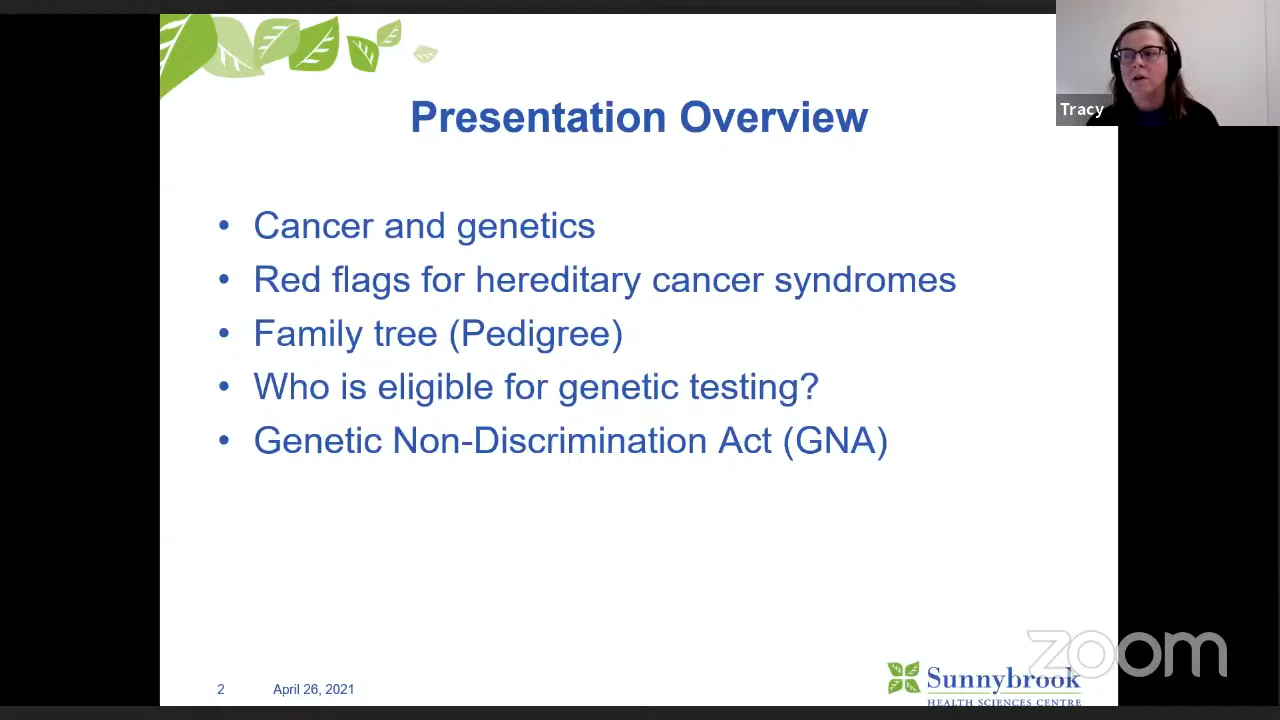 Presentation Overview
Tracy
• Cancer and genetics
• Red flags for hereditary cancer syndromes
• Family tree (Pedigree)
• Who is eligible for genetic testing?
• Genetic Non-Discrimination Act (GNA)
zoom
2 April 26, 2021
Sunnybrook
HEALTH SCIENCES CENTRE